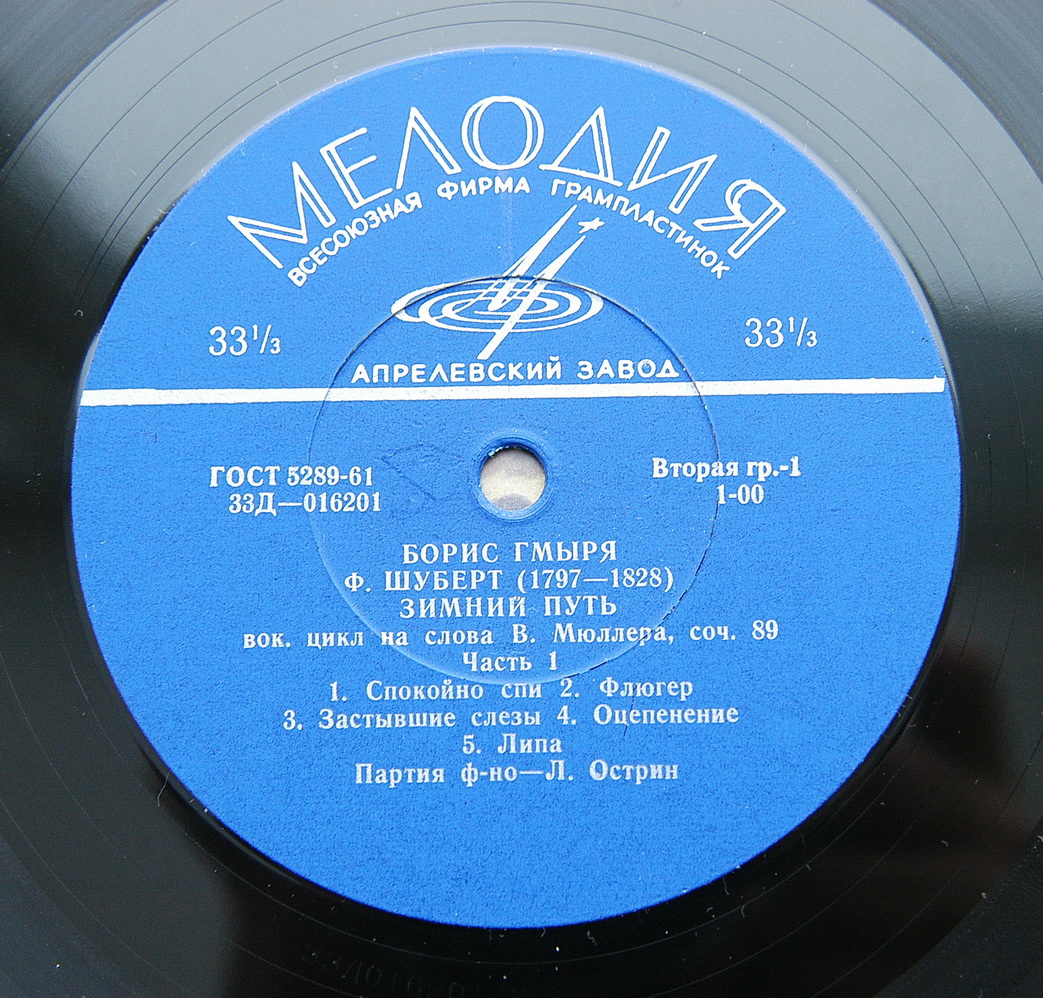 МЕЛОДИЯ
ВСЕСОЮЗНАЯ ФИРМА ГРАМПЛАСТИНОК
33⅓ 33⅓
АПРЕЛЕВСКИЙ ЗАВОД
ГОСТ 5289-61 Вторая гр.-1
33Д—016201 1-00
БОРИС ГМЫРЯ
Ф. ШУБЕРТ (1797—1828)
ЗИМНИЙ ПУТЬ
вок. цикл на слова В. Мюллера, соч. 89
Часть 1
1. Спокойно спи 2. Флюгер
3. Застывшие слезы 4. Оцепенение
5. Липа
Партия ф-но—Л. Острин